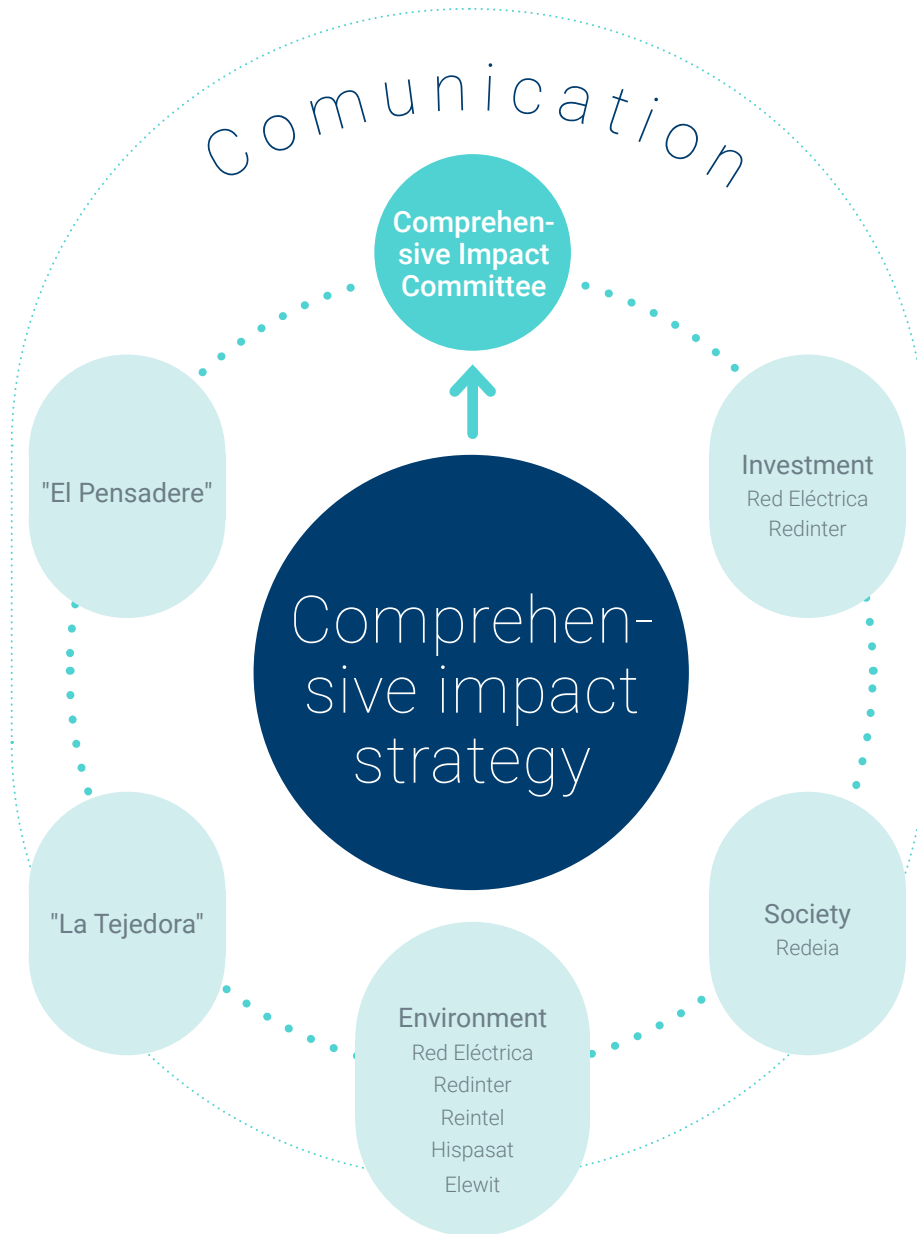 Comunication
Comprehen-
sive Impact
Committee
"El Pensadere"
Investment
Red Eléctrica
Redinter
Comprehen-
sive impact
strategy
"La Tejedora"
Society
Redeia
Environment
Red Eléctrica
Redinter
Reintel
Hispasat
Elewit